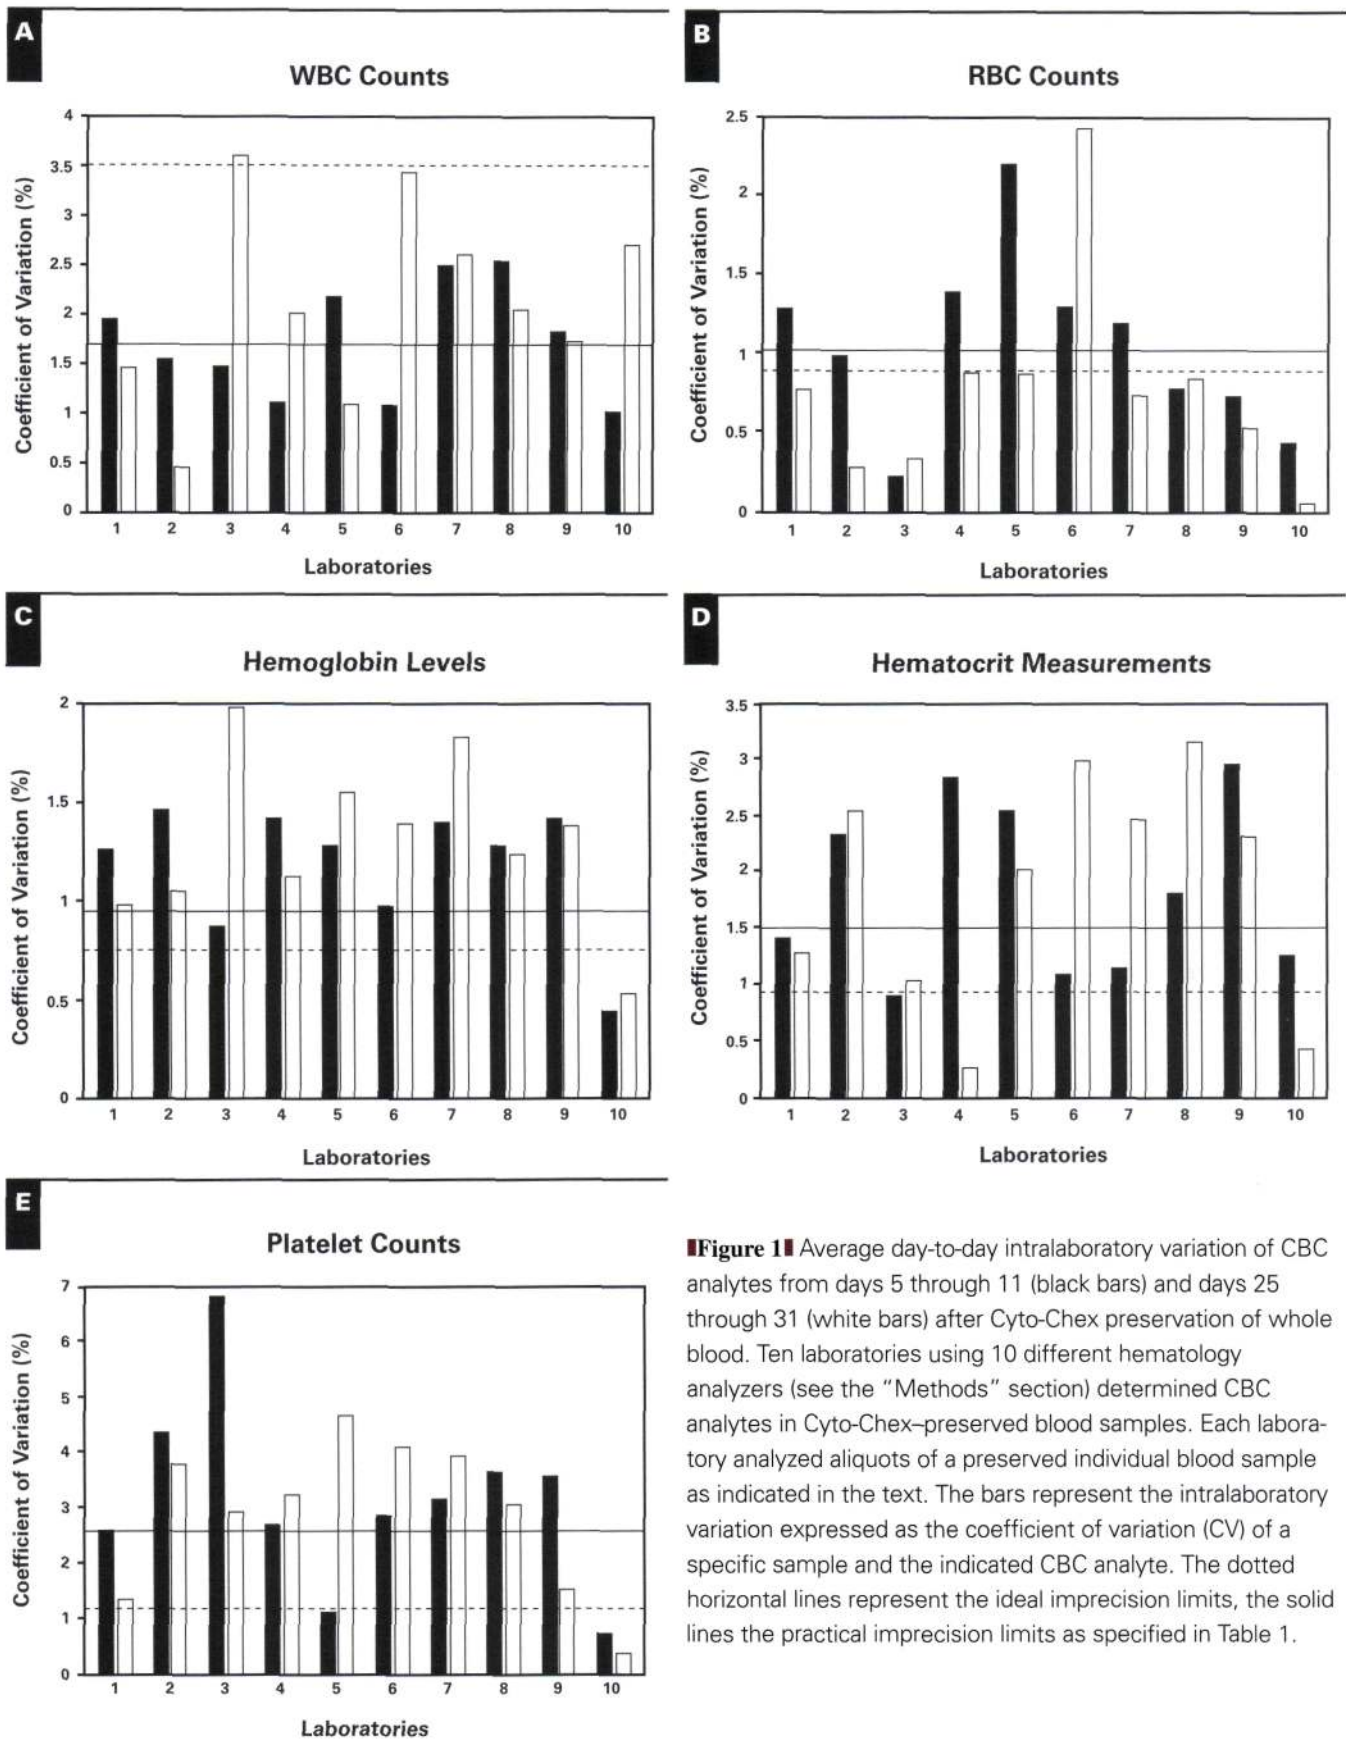 A
WBC Counts
Coefficient of Variation (%)
4
3.5
3
2.5
2
1.5
1
0.5
0
1 2 3 4 5 6 7 8 9 10
Laboratories
B
RBC Counts
Coefficient of Variation (%)
2.5
2
1.5
1
0.5
0
1 2 3 4 5 6 7 8 9 10
Laboratories
C
Hemoglobin Levels
Coefficient of Variation (%)
2
1.5
1
0.5
0
1 2 3 4 5 6 7 8 9 10
Laboratories
D
Hematocrit Measurements
Coefficient of Variation (%)
3.5
3
2.5
2
1.5
1
0.5
0
1 2 3 4 5 6 7 8 9 10
Laboratories
E
Platelet Counts
Coefficient of Variation (%)
7
6
5
4
3
2
1
0
1 2 3 4 5 6 7 8 9 10
Laboratories
Figure 1 Average day-to-day intralaboratory variation of CBC
analytes from days 5 through 11 (black bars) and days 25
through 31 (white bars) after Cyto-Chex preservation of whole
blood. Ten laboratories using 10 different hematology
analyzers (see the "Methods" section) determined CBC
analytes in Cyto-Chex–preserved blood samples. Each labora-
tory analyzed aliquots of a preserved individual blood sample
as indicated in the text. The bars represent the intralaboratory
variation expressed as the coefficient of variation (CV) of a
specific sample and the indicated CBC analyte. The dotted
horizontal lines represent the ideal imprecision limits, the solid
lines the practical imprecision limits as specified in Table 1.